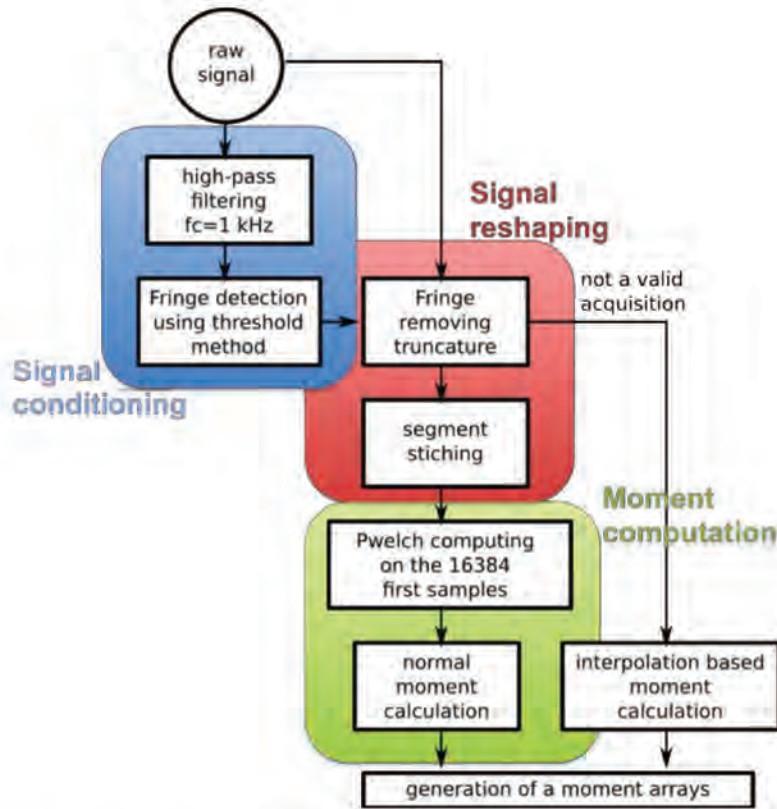 raw
signal
high-pass
filtering
fc=1 kHz
Signal
reshaping
Fringe detection
using threshold
method
Fringe
removing
truncature
not a valid
acquisition
Signal
conditioning
segment
stiching
Moment
computation
Pwelch computing
on the 16384
first samples
normal
moment
calculation
interpolation based
moment
calculation
generation of a moment arrays